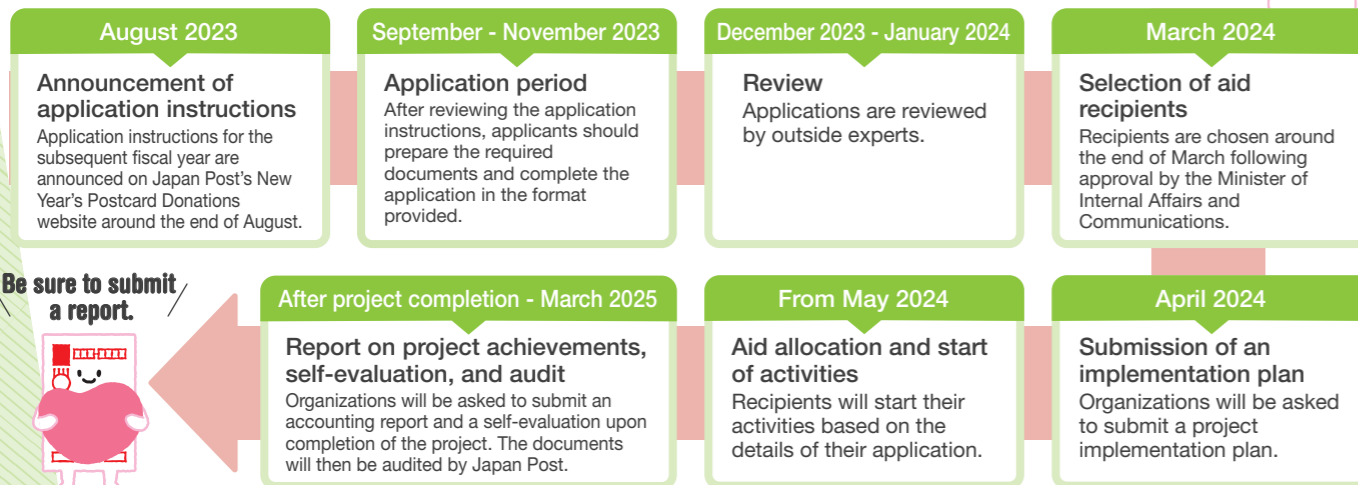 August 2023
Announcement of
application instructions
Application instructions for the
subsequent fiscal year are
announced on Japan Post's New
Year's Postcard Donations
website around the end of August.
September - November 2023
Application period
After reviewing the application
instructions, applicants should
prepare the required
documents and complete the
application in the format
provided.
December 2023 - January 2024
Review
Applications are reviewed
by outside experts.
March 2024
Selection of aid
recipients
Recipients are chosen around
the end of March following
approval by the Minister of
Internal Affairs and
Communications.
April 2024
Submission of an
implementation plan
Organizations will be asked
to submit a project
implementation plan.
From May 2024
Aid allocation and start
of activities
Recipients will start their
activities based on the
details of their application.
After project completion - March 2025
Report on project achievements,
self-evaluation, and audit
Organizations will be asked to submit an
accounting report and a self-evaluation upon
completion of the project. The documents
will then be audited by Japan Post.
Be sure to submit
a report.